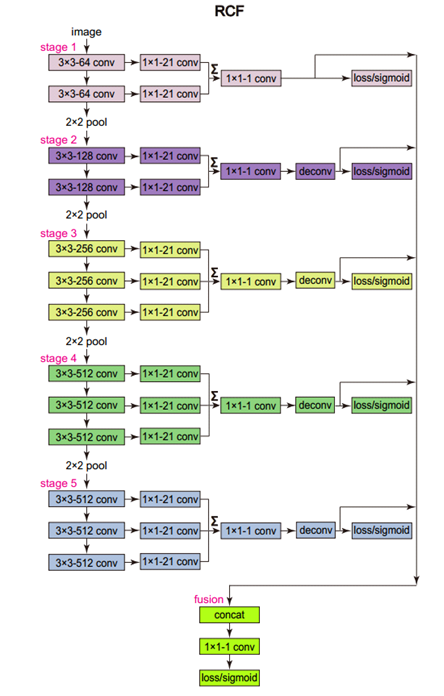 RCF
image
stage 1
3×3-64 conv 1×1-21 conv Σ
1×1-1 conv loss/sigmoid
3×3-64 conv 1×1-21 conv
2×2 pool
stage 2
3×3-128 conv 1×1-21 conv Σ
1×1-1 conv deconv loss/sigmoid
3×3-128 conv 1×1-21 conv
2×2 pool
stage 3
3×3-256 conv 1×1-21 conv
3×3-256 conv 1×1-21 conv Σ 1×1-1 conv deconv loss/sigmoid
3×3-256 conv 1×1-21 conv
2×2 pool
stage 4
3×3-512 conv 1×1-21 conv
3×3-512 conv 1×1-21 conv Σ 1×1-1 conv deconv loss/sigmoid
3×3-512 conv 1×1-21 conv
2×2 pool
stage 5
3×3-512 conv 1×1-21 conv
3×3-512 conv 1×1-21 conv Σ 1×1-1 conv deconv loss/sigmoid
3×3-512 conv 1×1-21 conv
fusion
concat
1×1-1 conv
loss/sigmoid